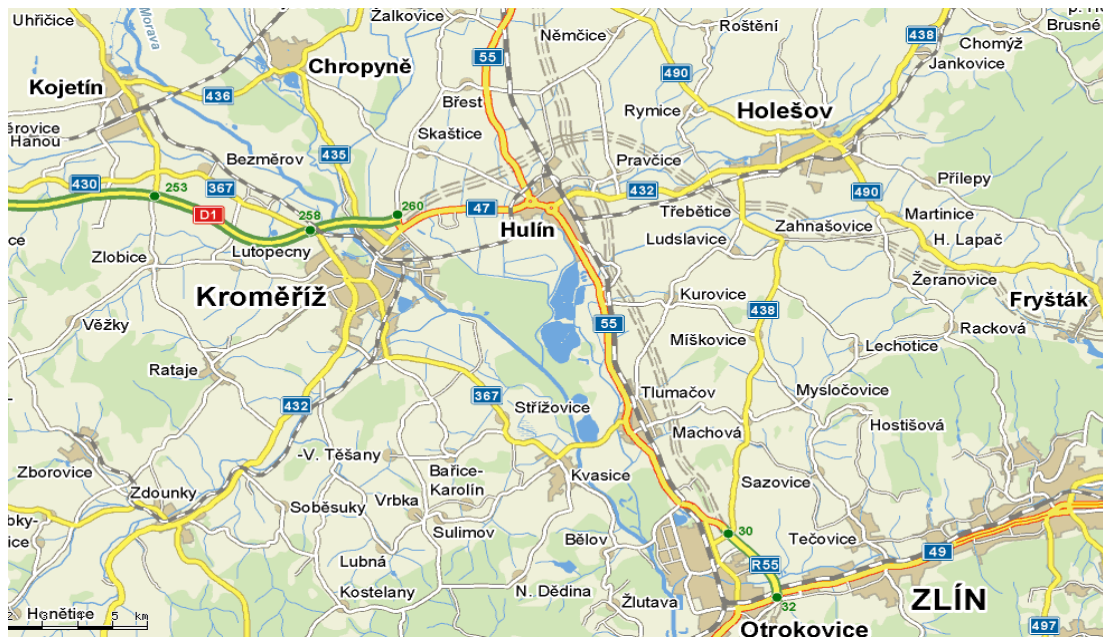 Uhřičice
Morava
Žalkovice
55
Němčice
Roštění
Brusné
438
Chomýž
Jankovice
Kojetín
Chropyně
490
436
Břest
Rymice
Holešov
Skaštice
Hanou
Bezměrov
435
Pravčice
430
253
367
432
490
Přílepy
D1
258
260
47
Třebětice
Martinice
Hulín
Zahnašovice
Zlobice
Lutopecny
Ludslavice
H. Lapač
Žeranovice
Kroměříž
Kurovice
438
Fryšták
Věžky
55
Míškovice
Racková
Lechotice
Rataje
432
367
Střížovice
Tlumačov
Mysločovice
Hostišová
Machová
-V. Těšany
Zborovice
Bařice-
Karolín
Kvasice
Sazovice
Zdounky
Soběsuky
Vrbka
Sulimov
30
Bělov
Těčovice
49
Lubná
R55
Kostelany
N. Dědina
Žlutava
32
ZLÍN
Honětice
5 km
Otrokovice
497